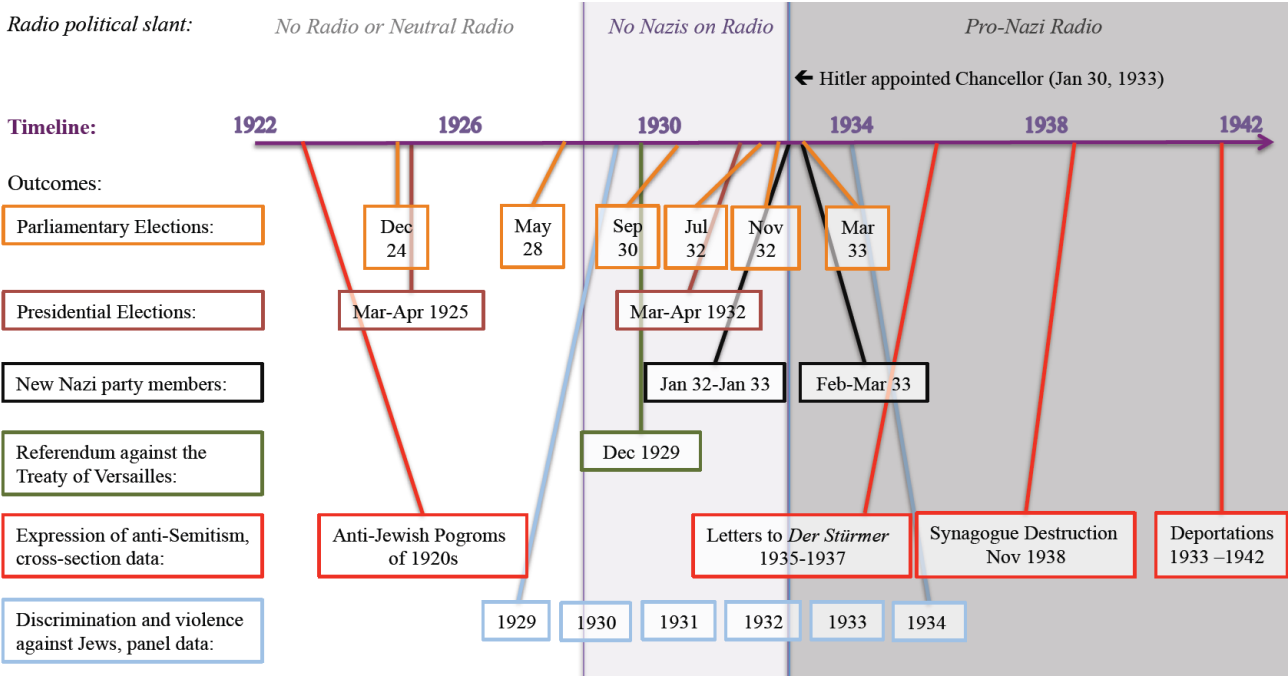 Radio political slant:
No Radio or Neutral Radio
No Nazis on Radio
Pro-Nazi Radio
🡰 Hitler appointed Chancellor (Jan 30, 1933)
Timeline:
1922
1926
1930
1934
1938
1942
Outcomes:
Parliamentary Elections:
Dec
24
May
28
Sep
30
Jul
32
Nov
32
Mar
33
Presidential Elections:
Mar-Apr 1925
Mar-Apr 1932
New Nazi party members:
Jan 32-Jan 33
Feb-Mar 33
Referendum against the
Treaty of Versailles:
Dec 1929
Expression of anti-Semitism,
cross-section data:
Anti-Jewish Pogroms
of 1920s
Letters to Der Stürmer
1935-1937
Synagogue Destruction
Nov 1938
Deportations
1933 –1942
Discrimination and violence
against Jews, panel data:
1929
1930
1931
1932
1933
1934